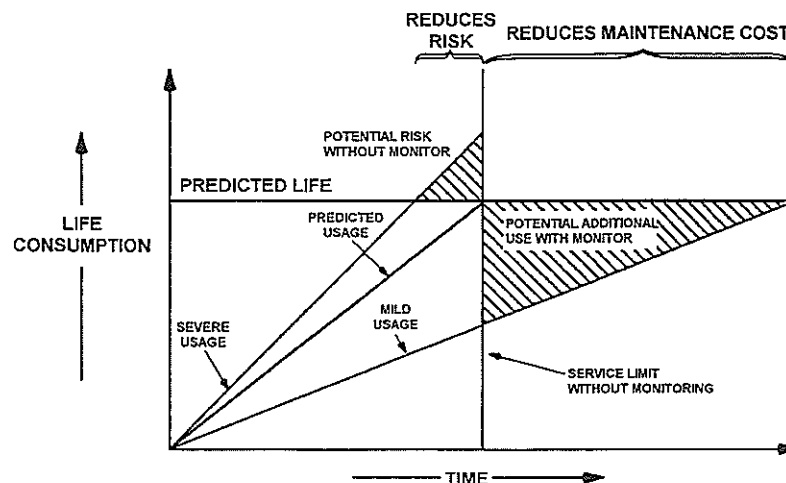 REDUCES
RISK
REDUCES MAINTENANCE COST
POTENTIAL RISK
WITHOUT MONITOR
PREDICTED LIFE
LIFE
CONSUMPTION
PREDICTED
USAGE
POTENTIAL ADDITIONAL
USE WITH MONITOR
SEVERE
USAGE
MILD
USAGE
SERVICE LIMIT
WITHOUT MONITORING
TIME